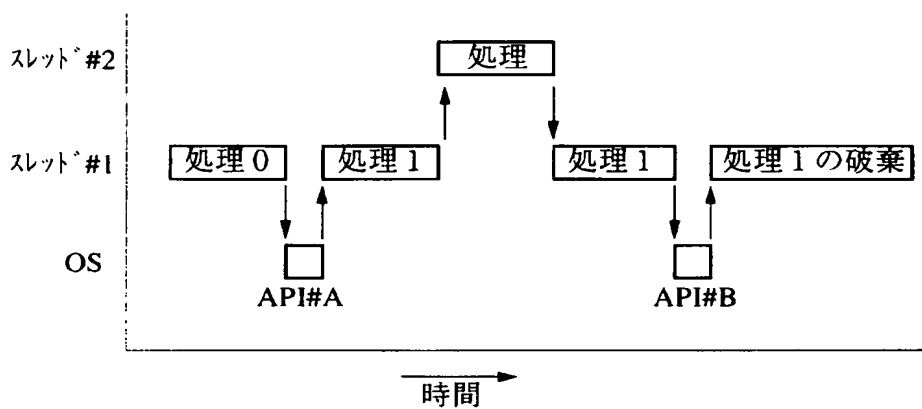 スレッド#2
処理
スレッド#1
処理0
処理1
処理1
処理1の破棄
OS
API#A
API#B
時間